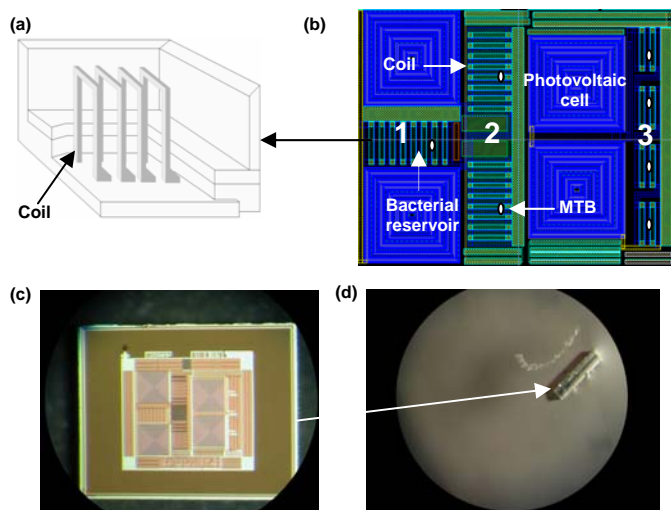 (a)
Coil
(b)
Coil
Photovoltaic
cell
1
2
3
Bacterial
reservoir
MTB
(c)
(d)